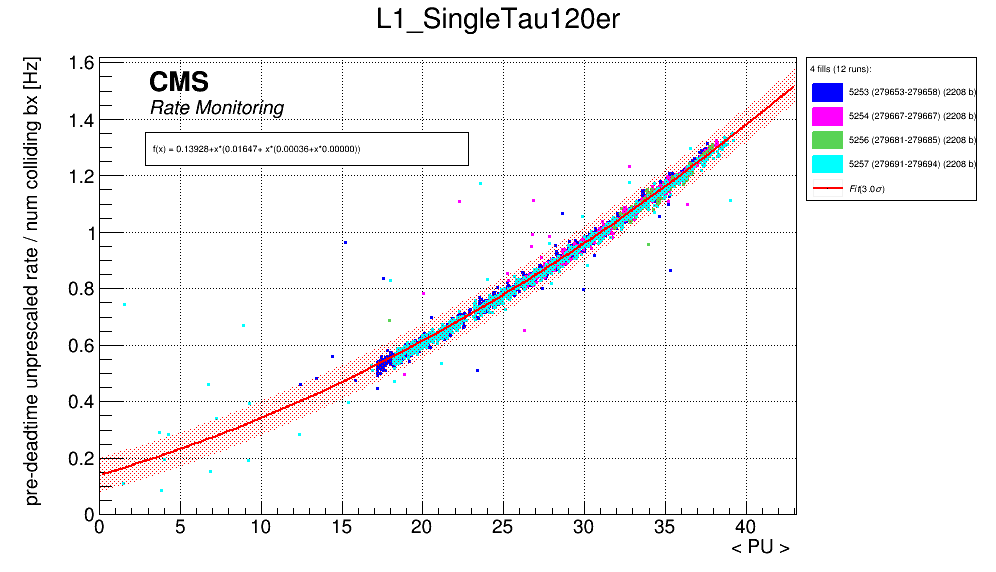 L1_SingleTau120er
pre-deadtime unprescaled rate / num colliding bx [Hz]
1.6
1.4
1.2
1
0.8
0.6
0.4
0.2
0
CMS
Rate Monitoring
f(x) = 0.13928+x*(0.01647+ x*(0.00036+x*0.00000))
0 5 10 15 20 25 30 35 40
< PU >
4 fills (12 runs):
5253 (279653-279658) (2208 b)
5254 (279667-279667) (2208 b)
5256 (279681-279685) (2208 b)
5257 (279691-279694) (2208 b)
Fit(3.0σ)